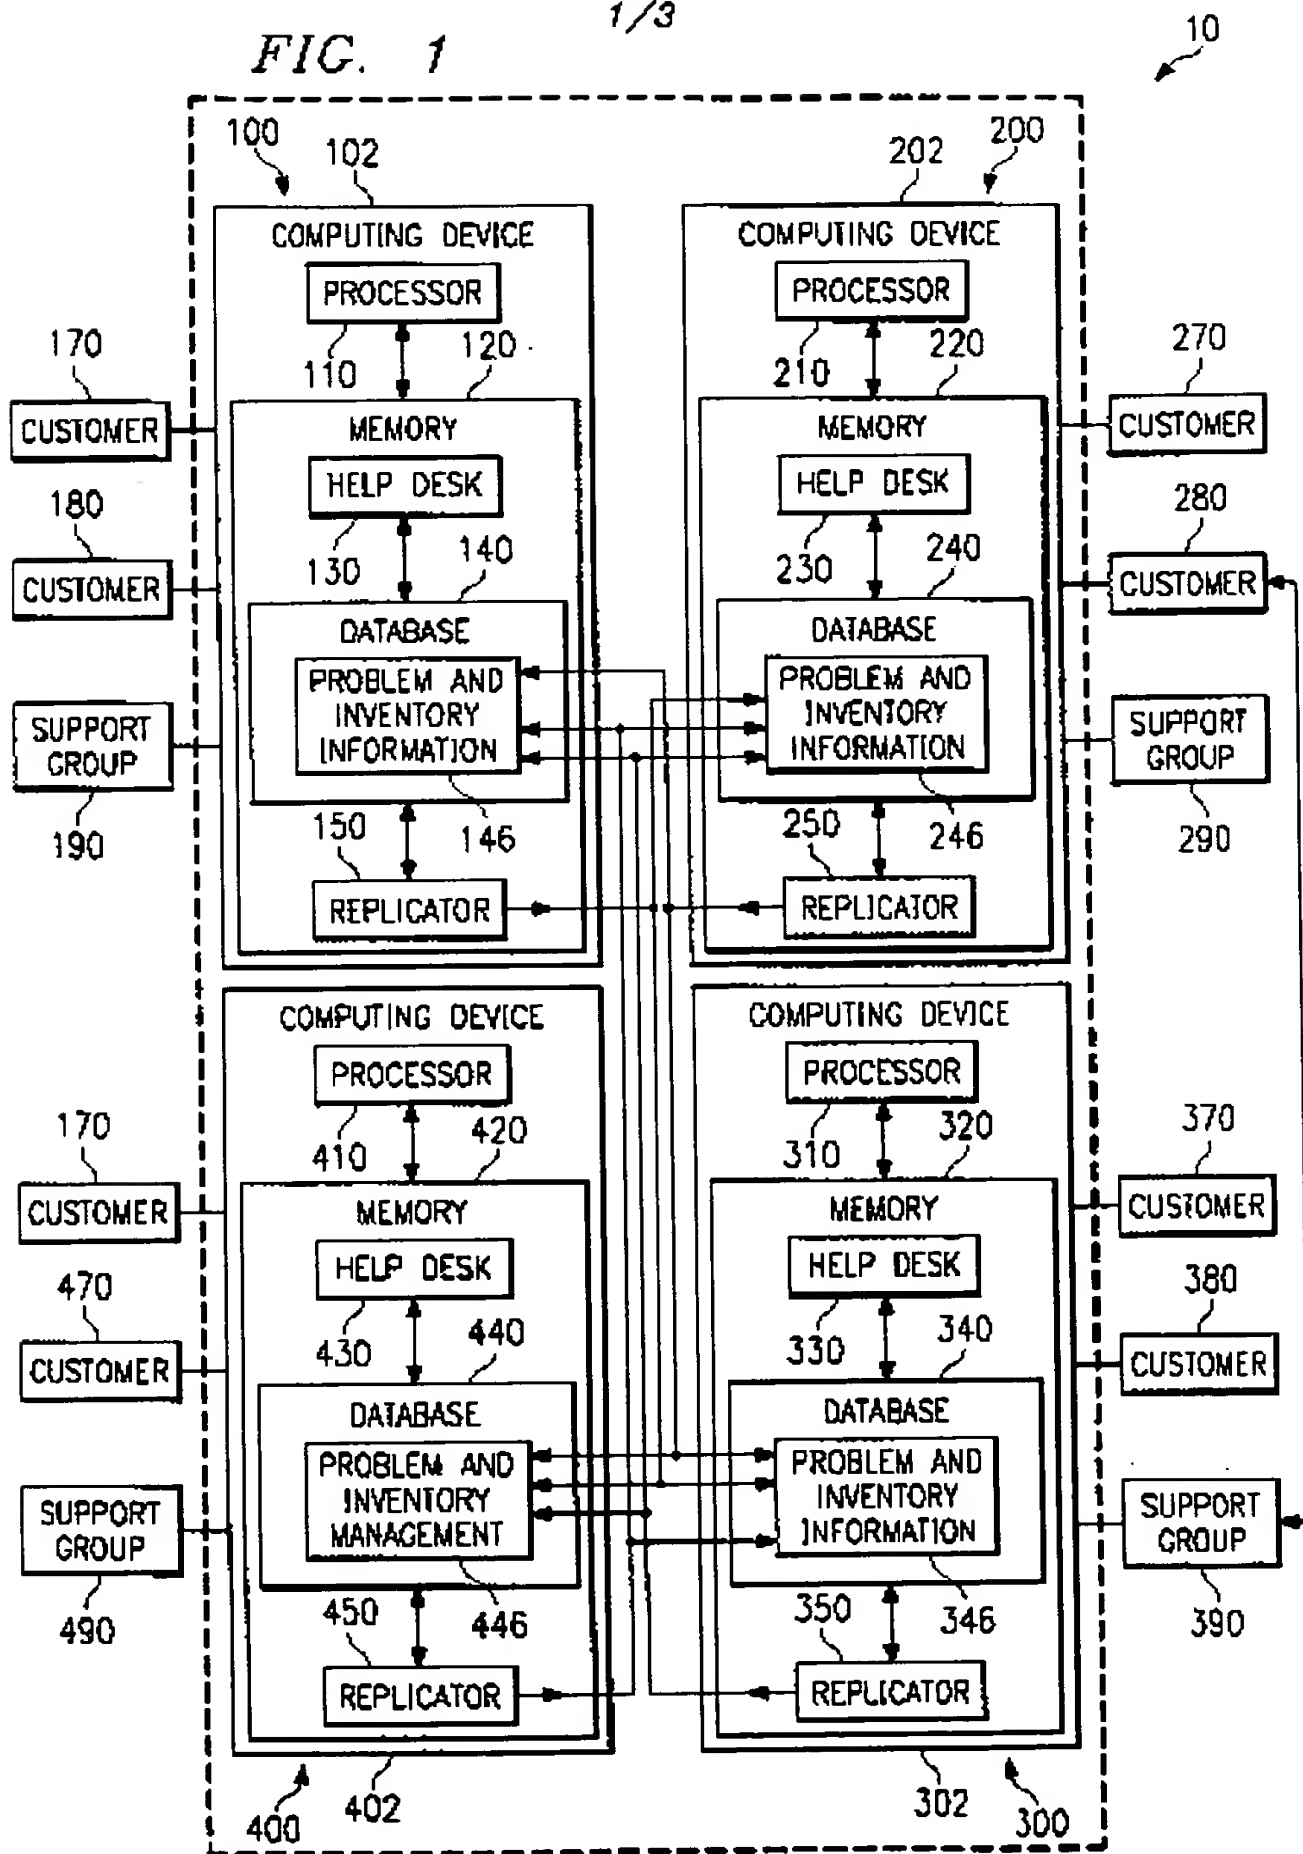 1/3
FIG. 1
10
100
102
202
200
COMPUTING DEVICE
PROCESSOR
110
120
MEMORY
HELP DESK
130
140
DATABASE
PROBLEM AND
INVENTORY
INFORMATION
150
146
REPLICATOR
COMPUTING DEVICE
PROCESSOR
210
220
MEMORY
HELP DESK
230
240
DATABASE
PROBLEM AND
INVENTORY
INFORMATION
250
246
REPLICATOR
170
CUSTOMER
180
CUSTOMER
SUPPORT
GROUP
190
270
CUSTOMER
280
CUSTOMER
SUPPORT
GROUP
290
COMPUTING DEVICE
PROCESSOR
410
420
MEMORY
HELP DESK
430
440
DATABASE
PROBLEM AND
INVENTORY
MANAGEMENT
450
446
REPLICATOR
COMPUTING DEVICE
PROCESSOR
310
320
MEMORY
HELP DESK
330
340
DATABASE
PROBLEM AND
INVENTORY
INFORMATION
350
346
REPLICATOR
170
CUSTOMER
470
CUSTOMER
SUPPORT
GROUP
490
370
CUSTOMER
380
CUSTOMER
SUPPORT
GROUP
390
400
402
302
300